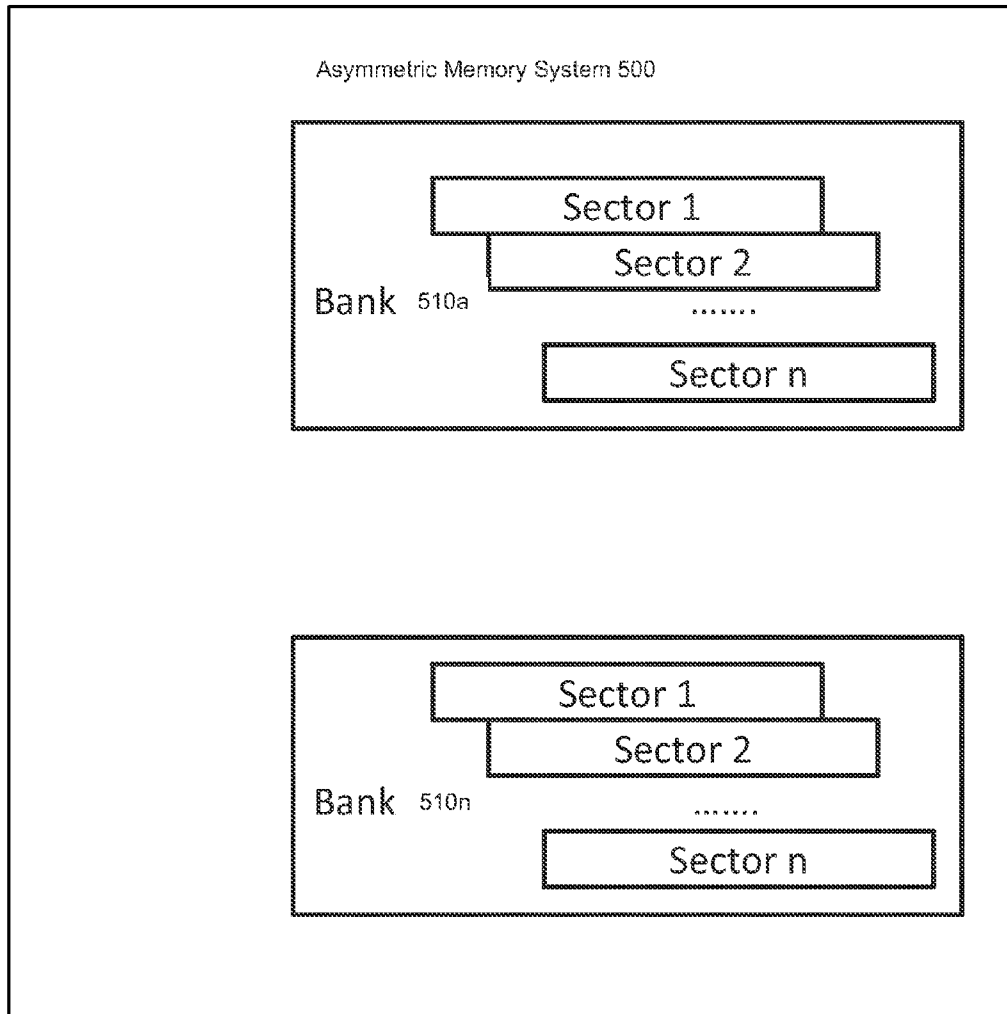 Asymmetric Memory System 500
Sector 1
Sector 2
Bank 510a
.......
Sector n
Sector 1
Sector 2
Bank 510n
.......
Sector n